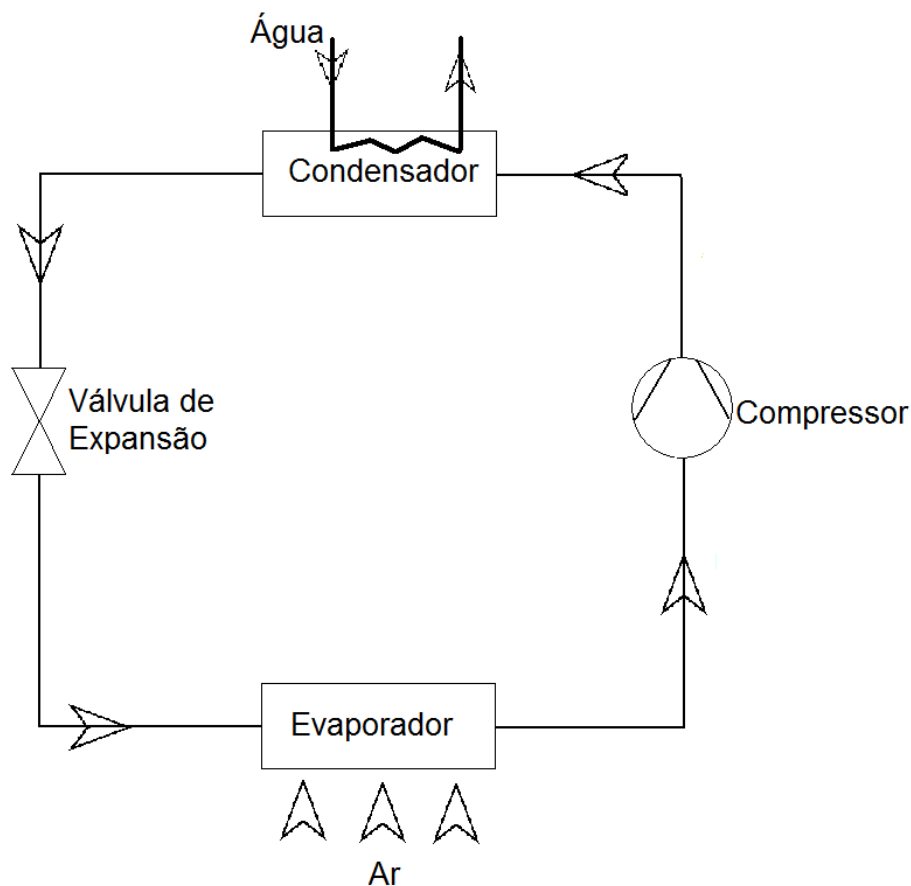 Água
Condensador
Válvula de
Expansão
Compressor
Evaporador
Ar